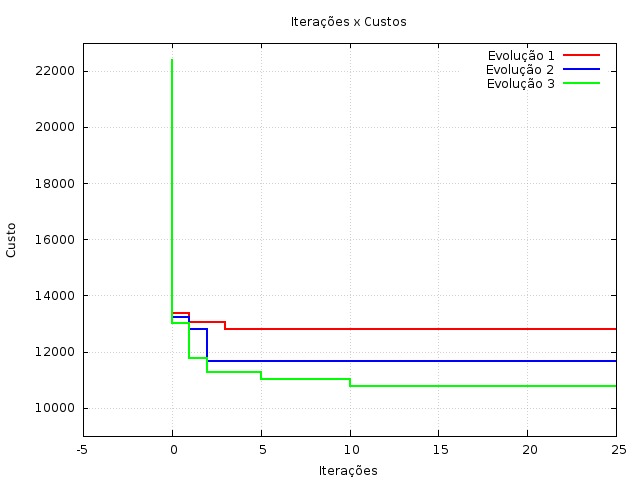 Iterações x Custos
Evolução 1
Evolução 2
Evolução 3
22000
20000
18000
16000
14000
12000
10000
Custo
-5 0 5 10 15 20 25
Iterações